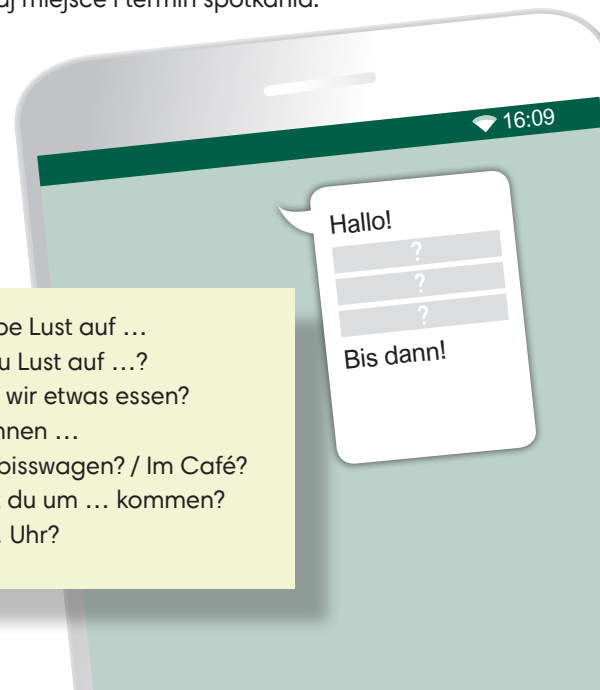 aj miejsce i termin spotkania.
16:09
Hallo!
?
?
?
Bis dann!
be Lust auf …
u Lust auf …?
wir etwas essen?
nnen …
bisswagen? / Im Café?
t du um … kommen?
. Uhr?